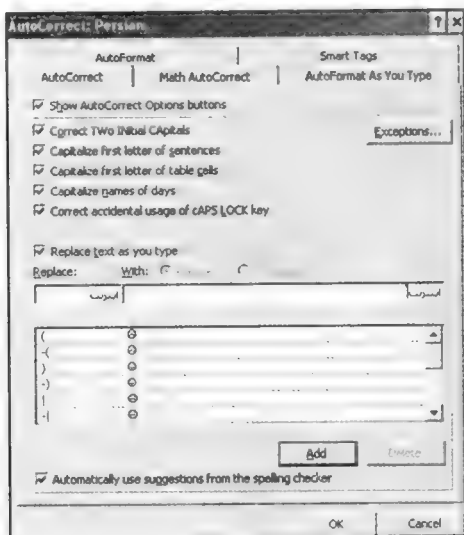 AutoCorrect: Persian
AutoFormat Smart Tags
AutoCorrect Math AutoCorrect AutoFormat As You Type
Show AutoCorrect Options buttons
Correct TWo INitial CApitals
Exceptions...
Capitalize first letter of sentences
Capitalize first letter of table cells
Capitalize names of days
Correct accidental usage of cAPS LOCK key
Replace text as you type
Replace: With:
(
-(
)
-)
|
-|
Add Delete
Automatically use suggestions from the spelling checker
OK Cancel